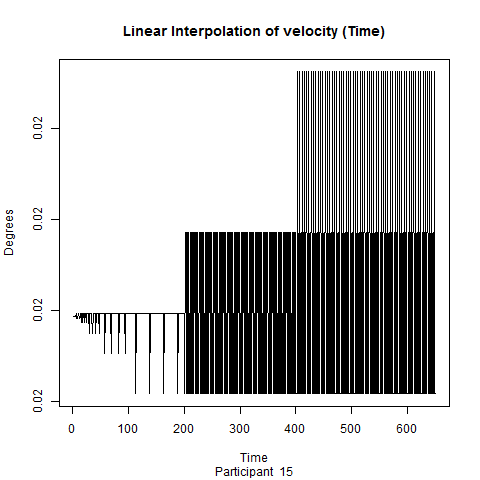 Linear Interpolation of velocity (Time)
Degrees
0.02
0.02
0.02
0.02
0 100 200 300 400 500 600
Time
Participant 15